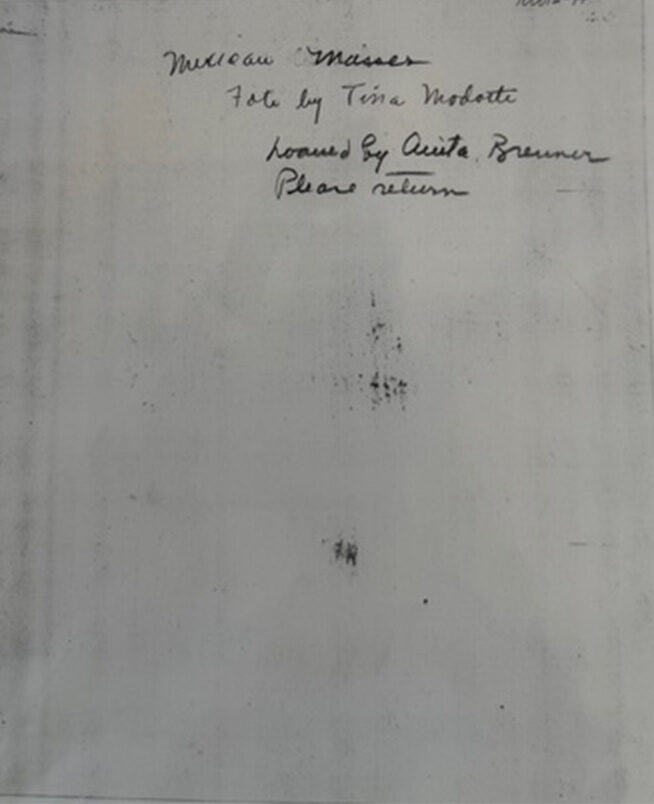 Mexican Masses
Foto by Tina Modotti
Loaned by Anita Brenner
Please return